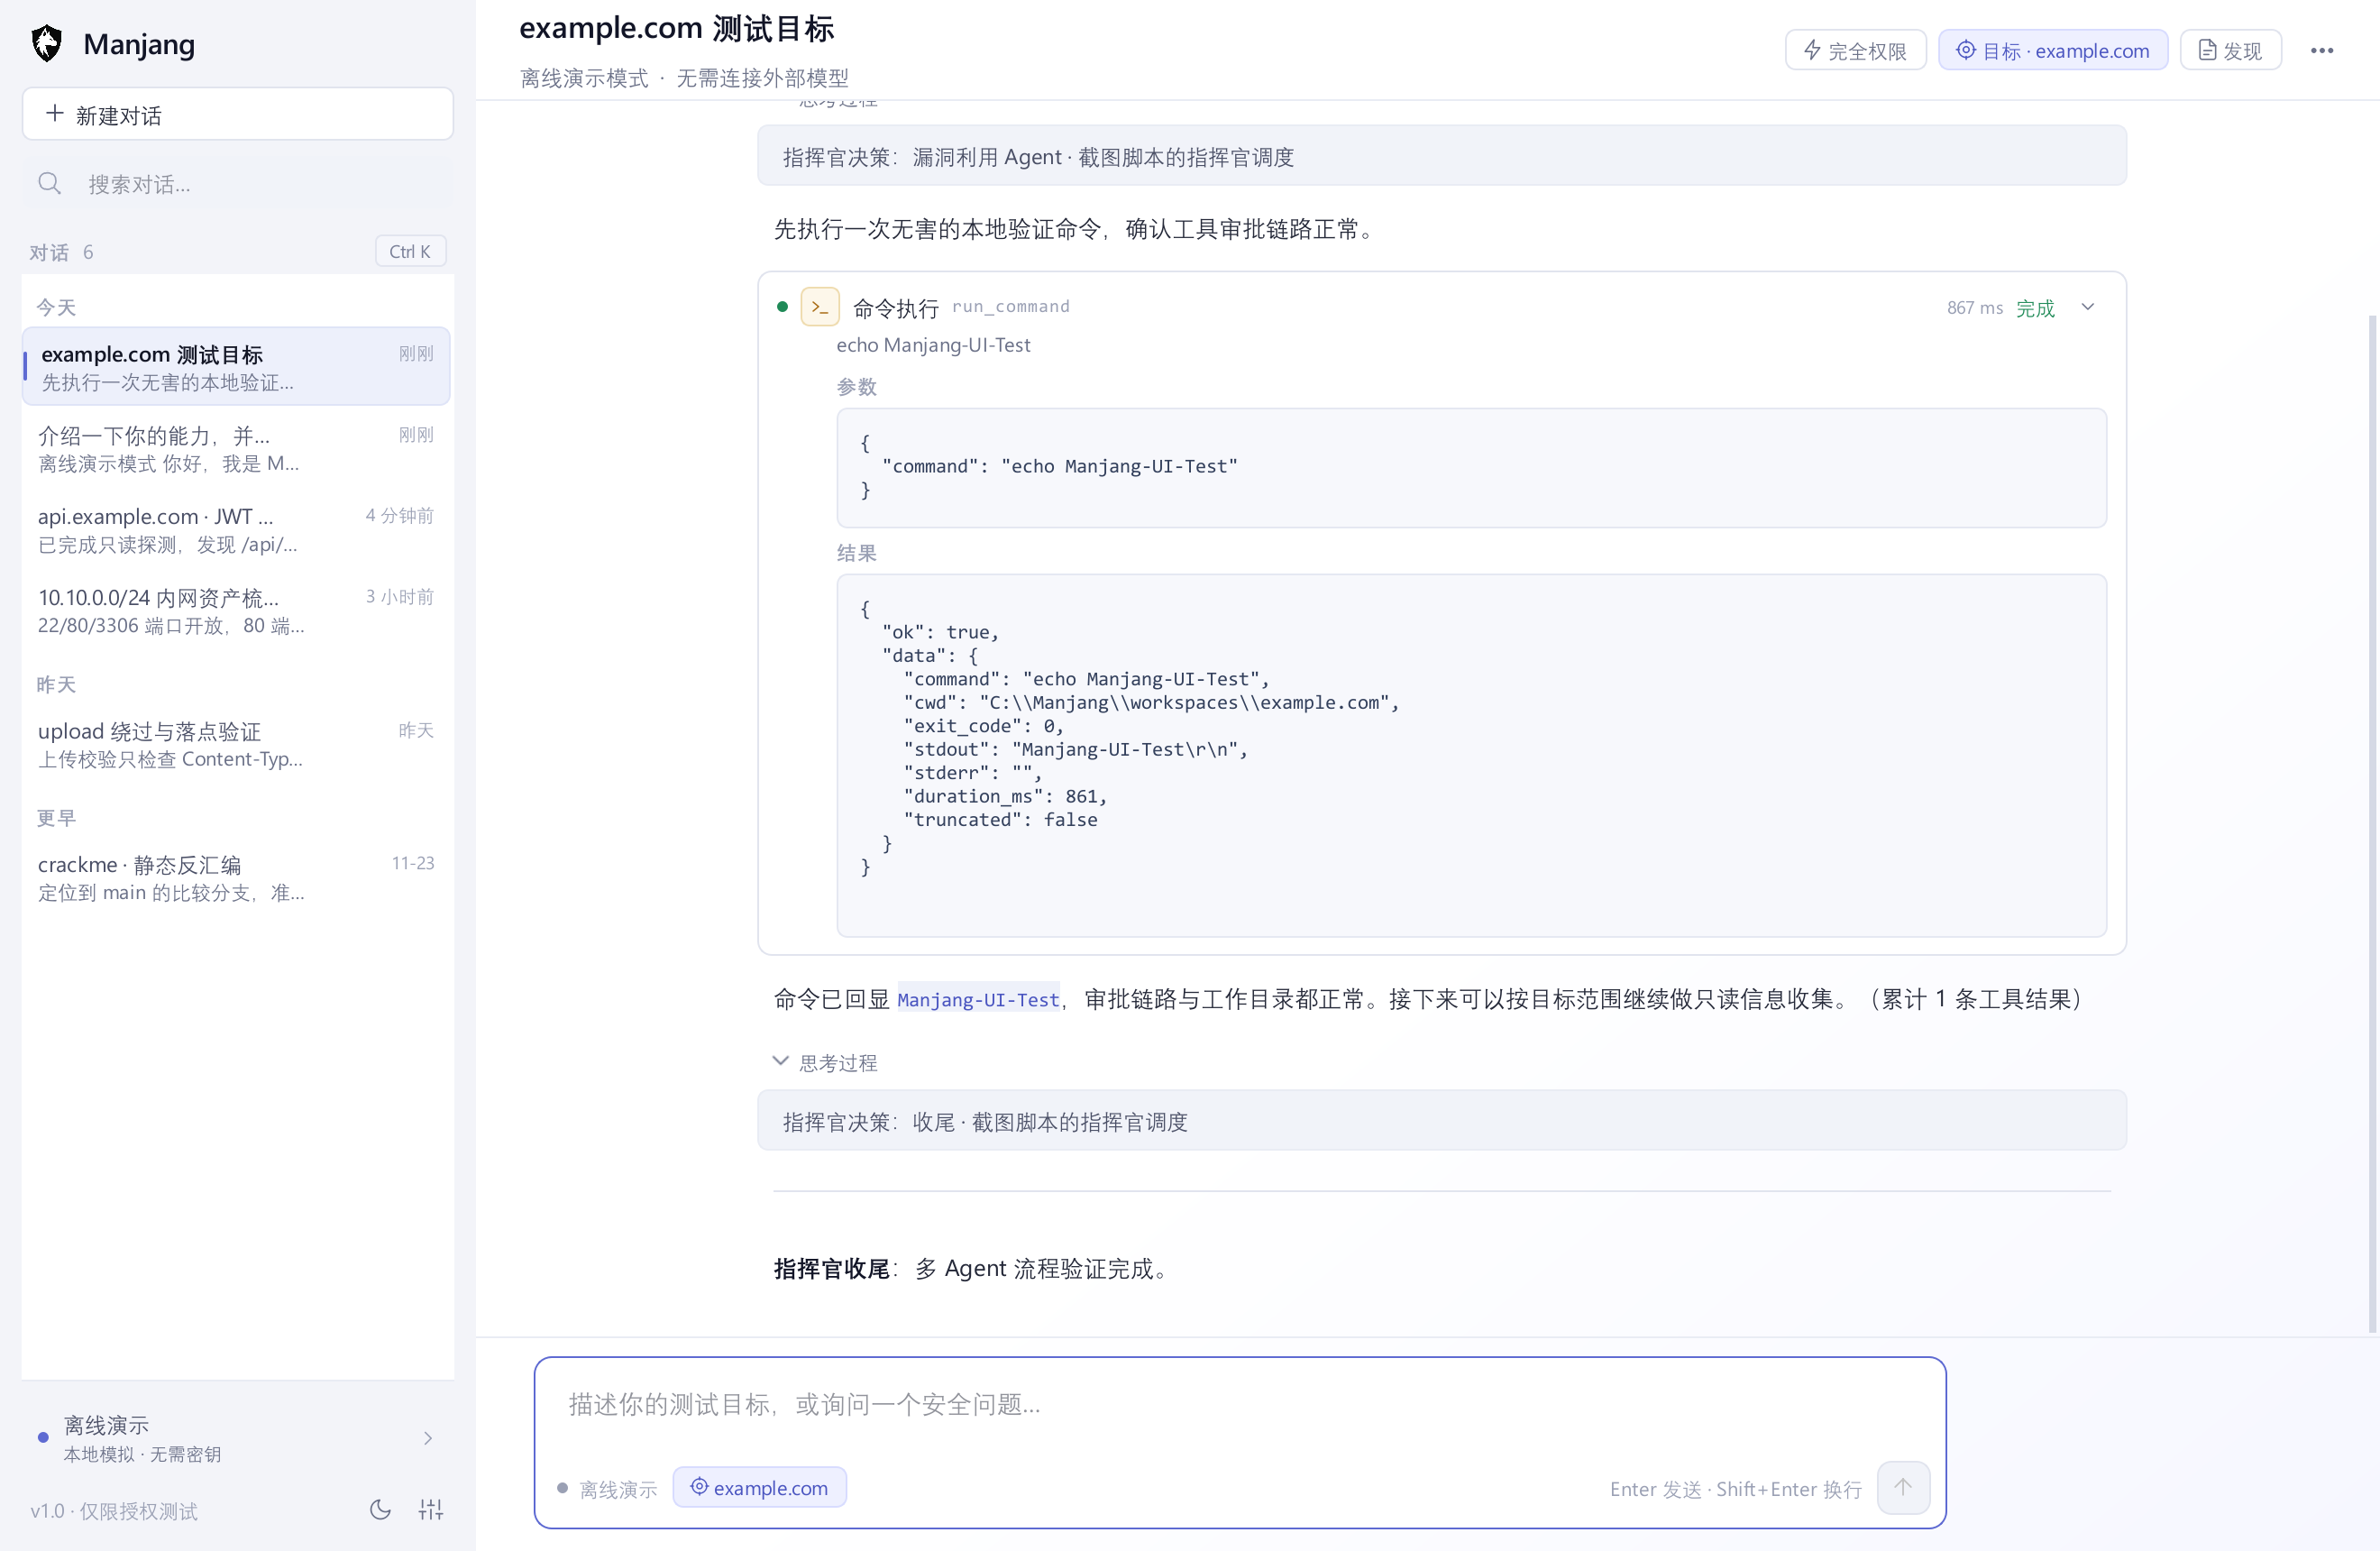 Manjang
新建对话
搜索对话...
对话 6 Ctrl K
今天
example.com 测试目标 刚刚
先执行一次无害的本地验证...
介绍一下你的能力，并... 刚刚
离线演示模式 你好，我是 M...
api.example.com · JWT ... 4 分钟前
已完成只读探测，发现 /api/...
10.10.0.0/24 内网资产梳... 3 小时前
22/80/3306 端口开放，80 端...
昨天
upload 绕过与落点验证 昨天
上传校验只检查 Content-Typ...
更早
crackme · 静态反汇编 11-23
定位到 main 的比较分支，准...
离线演示
本地模拟 · 无需密钥
v1.0 · 仅限授权测试
example.com 测试目标
离线演示模式 · 无需连接外部模型
完全权限 目标 · example.com 发现
思考过程
指挥官决策：漏洞利用 Agent · 截图脚本的指挥官调度
先执行一次无害的本地验证命令，确认工具审批链路正常。
>_ 命令执行 run_command 867 ms 完成
echo Manjang-UI-Test
参数
{
"command": "echo Manjang-UI-Test"
}
结果
{
"ok": true,
"data": {
"command": "echo Manjang-UI-Test",
"cwd": "C:\\Manjang\\workspaces\\example.com",
"exit_code": 0,
"stdout": "Manjang-UI-Test\r\n",
"stderr": "",
"duration_ms": 861,
"truncated": false
}
}
命令已回显 Manjang-UI-Test，审批链路与工作目录都正常。接下来可以按目标范围继续做只读信息收集。（累计 1 条工具结果）
思考过程
指挥官决策：收尾 · 截图脚本的指挥官调度
指挥官收尾：多 Agent 流程验证完成。
描述你的测试目标，或询问一个安全问题...
离线演示 example.com Enter 发送 · Shift+Enter 换行